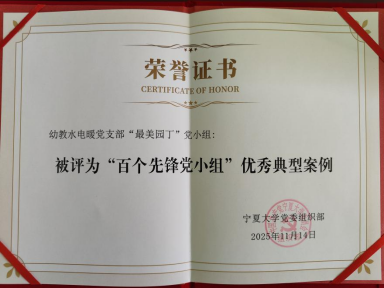 荣誉证书
CERTIFICATE OF HONOR
幼教水电暖党支部“最美园丁”党小组:
被评为“百个先锋党小组”优秀典型案例
宁夏大学党委组织部
2025年11月14日